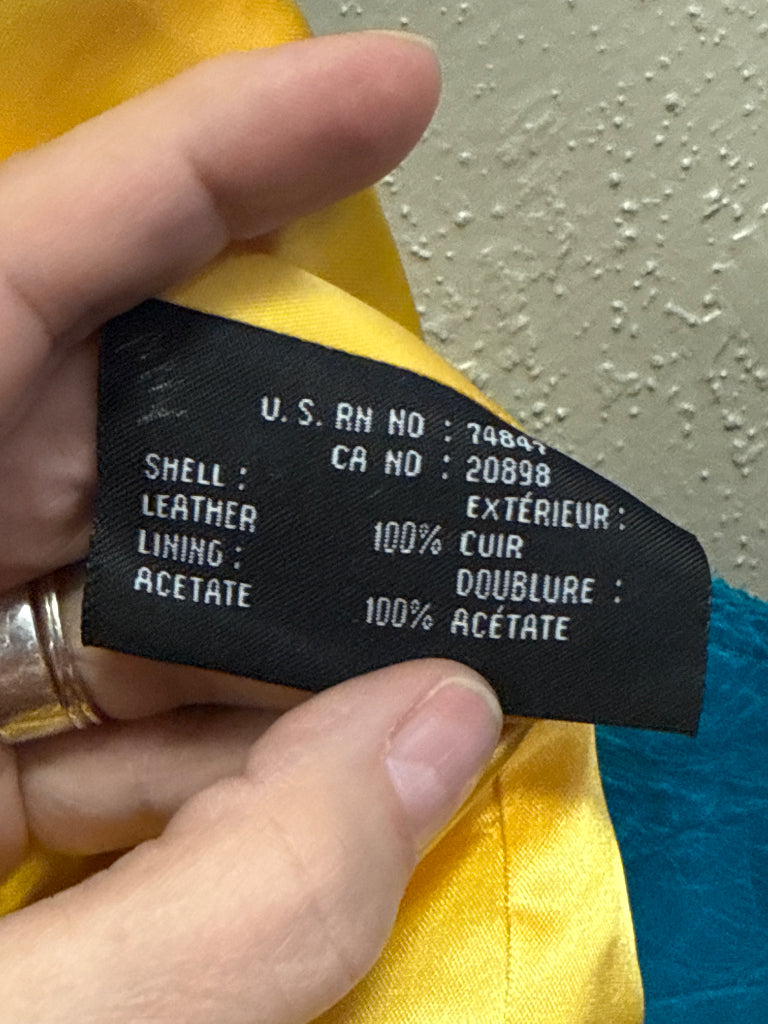 U.S. RN NO :
CA NO : 20898
SHELL : EXTÉRIEUR :
LEATHER 100% CUIR
LINING : DOUBLURE :
ACETATE 100% ACÉTATE